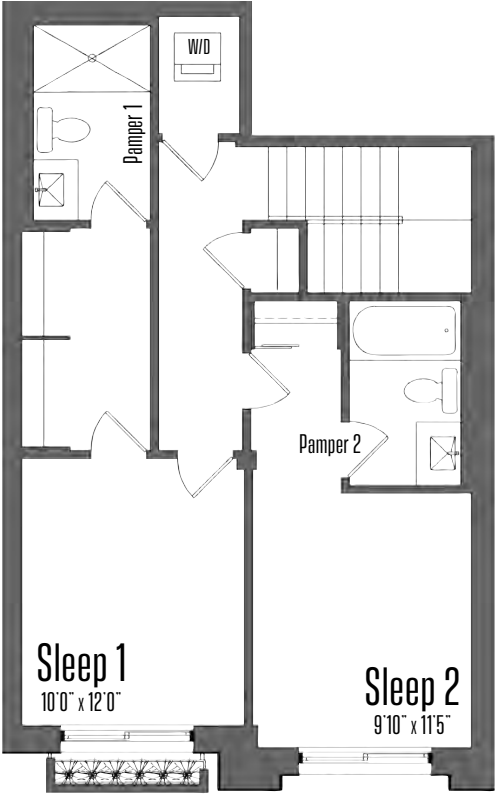 W/D
Pamper 1
Pamper 2
Sleep 1
10'0" x 12'0"
Sleep 2
9'10" x 11'5"